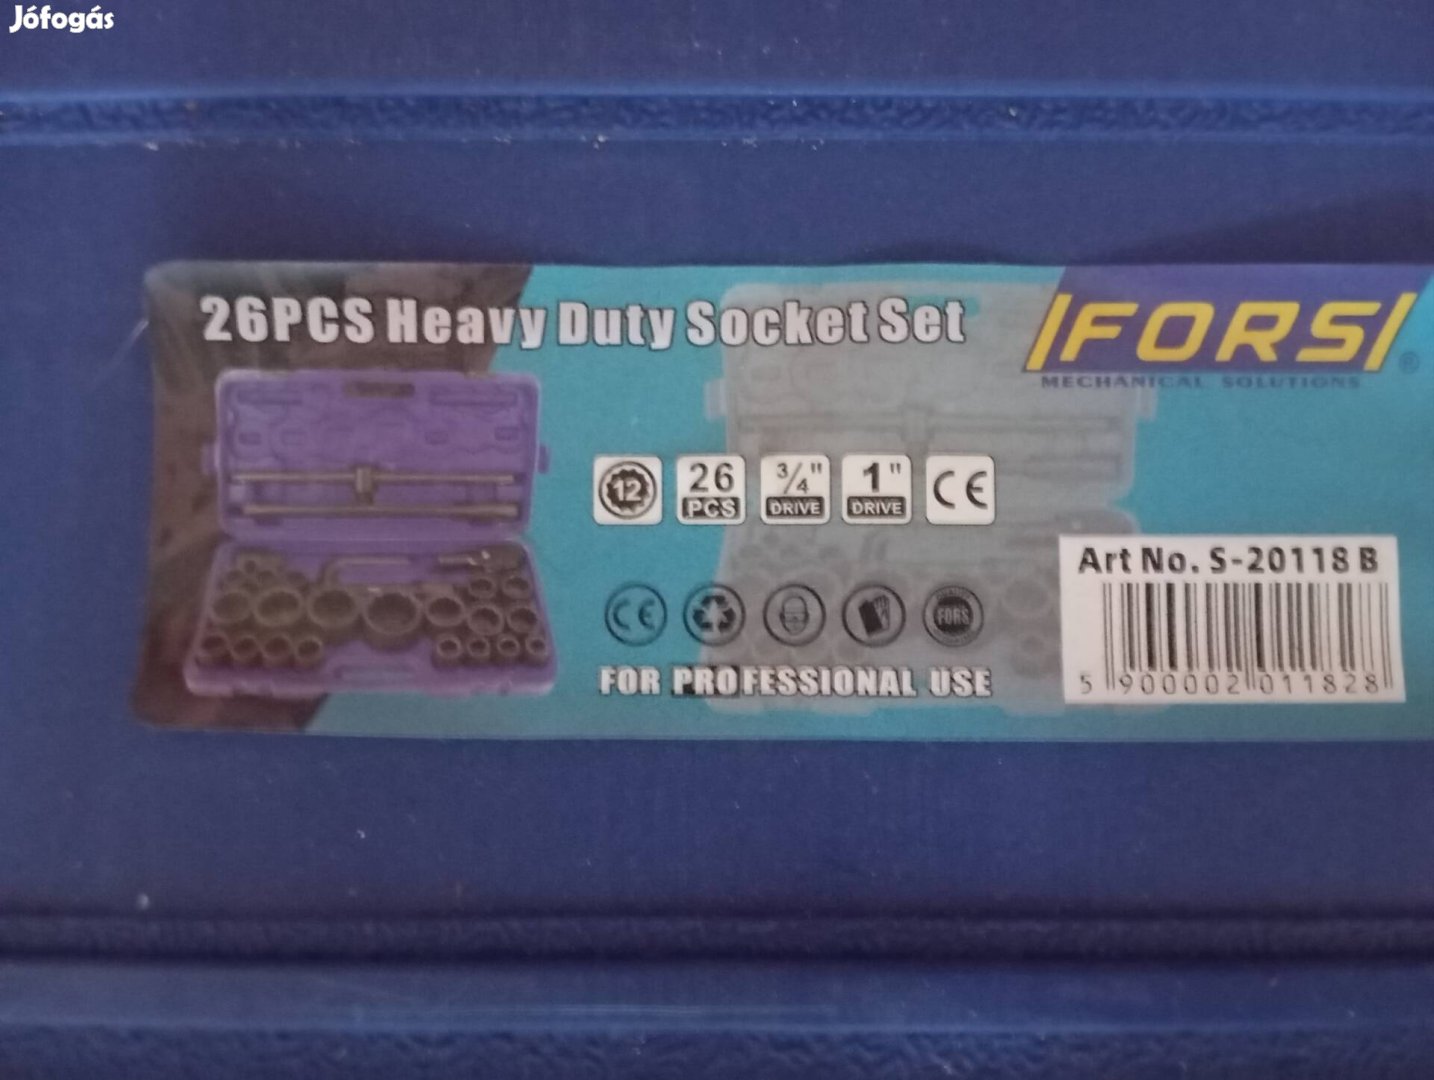 Jófogás
26PCS Heavy Duty Socket Set
FORS ®
MECHANICAL SOLUTIONS
12
26 PCS
3/4" DRIVE
1" DRIVE
CE
Art No. S-20118 B
CE
FORS
FOR PROFESSIONAL USE
5 900002 011828